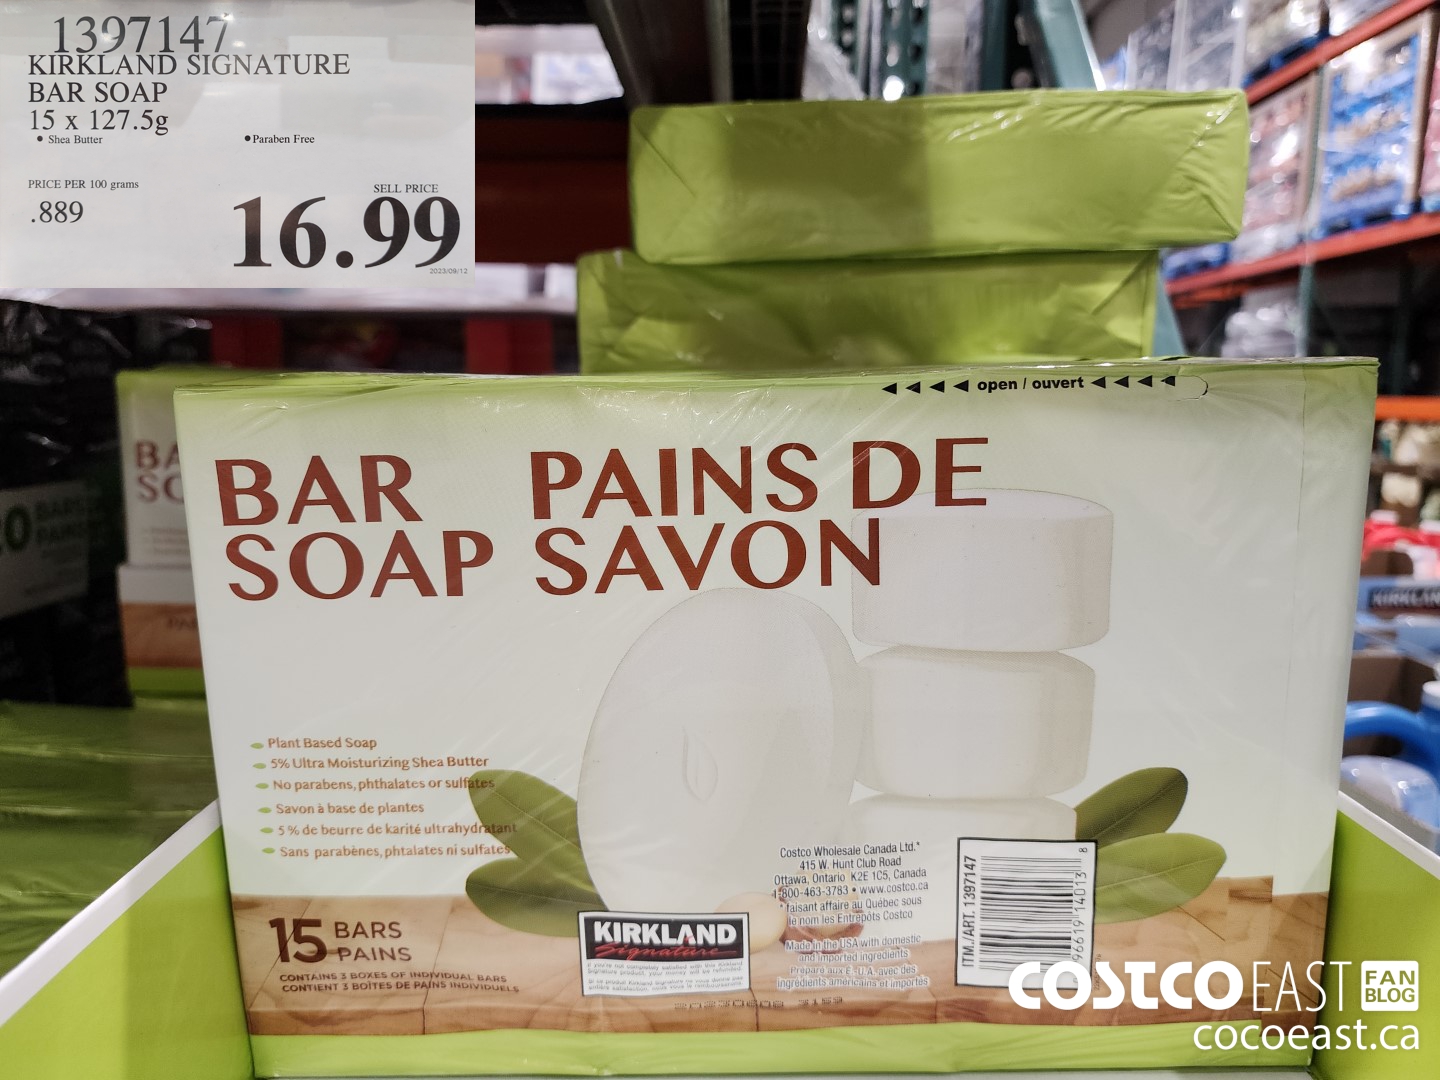 1397147
KIRKLAND SIGNATURE
BAR SOAP
15 x 127.5g
• Shea Butter •Paraben Free
PRICE PER 100 grams
SELL PRICE
.889
16.99
2023/09/12
open / ouvert
BAR PAINS DE
SOAP SAVON
Plant Based Soap
5% Ultra Moisturizing Shea Butter
No parabens, phthalates or sulfates
Savon à base de plantes
5 % de beurre de karité ultrahydratant
Sans parabènes, phtalates ni sulfates
15 BARS
PAINS
CONTAINS 3 BOXES OF INDIVIDUAL BARS
CONTIENT 3 BOÎTES DE PAINS INDIVIDUELS
KIRKLAND
Signature
Costco Wholesale Canada Ltd.*
415 W. Hunt Club Road
Ottawa, Ontario K2E 1C5, Canada
1-800-463-3783 • www.costco.ca
* faisant affaire au Québec sous
le nom les Entrepôts Costco
Made in the USA with domestic
and imported ingredients
Préparé aux É.-U.A. avec des
ingrédients américains et importés
ITM./ART. 1397147
96619 14013 8
BA
SO
KIRKLAN
COSTCO EAST FAN
BLOG
cocoeast.ca